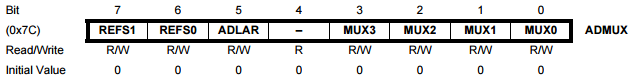 Bit 7 6 5 4 3 2 1 0
(0x7C) REFS1 REFS0 ADLAR – MUX3 MUX2 MUX1 MUX0 ADMUX
Read/Write R/W R/W R/W R R/W R/W R/W R/W
Initial Value 0 0 0 0 0 0 0 0